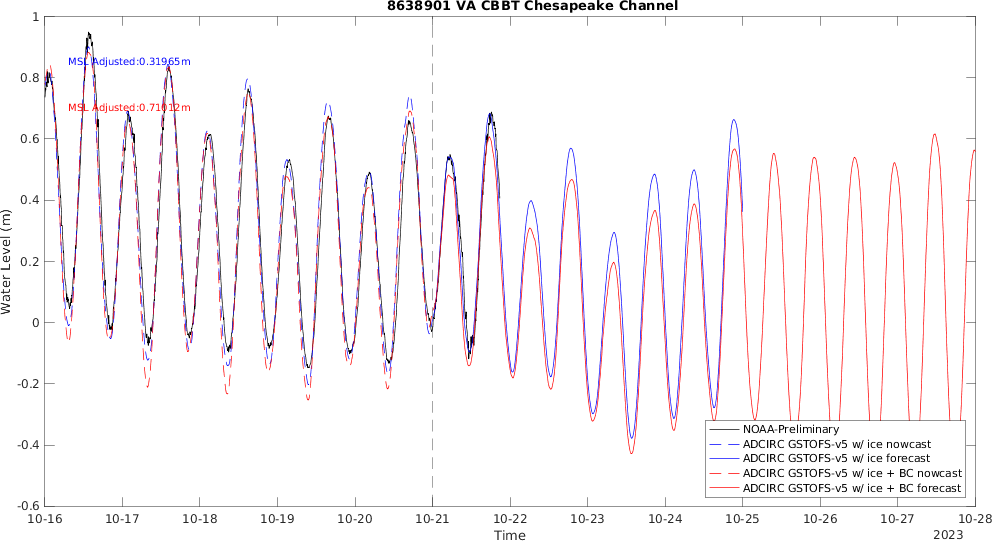 8638901 VA CBBT Chesapeake Channel
1
0.8
0.6
0.4
0.2
0
-0.2
-0.4
-0.6
Water Level (m)
MSL Adjusted:0.31965m
MSL Adjusted:0.71012m
NOAA-Preliminary
ADCIRC GSTOFS-v5 w/ ice nowcast
ADCIRC GSTOFS-v5 w/ ice forecast
ADCIRC GSTOFS-v5 w/ ice + BC nowcast
ADCIRC GSTOFS-v5 w/ ice + BC forecast
10-16 10-17 10-18 10-19 10-20 10-21 10-22 10-23 10-24 10-25 10-26 10-27 10-28
Time
2023